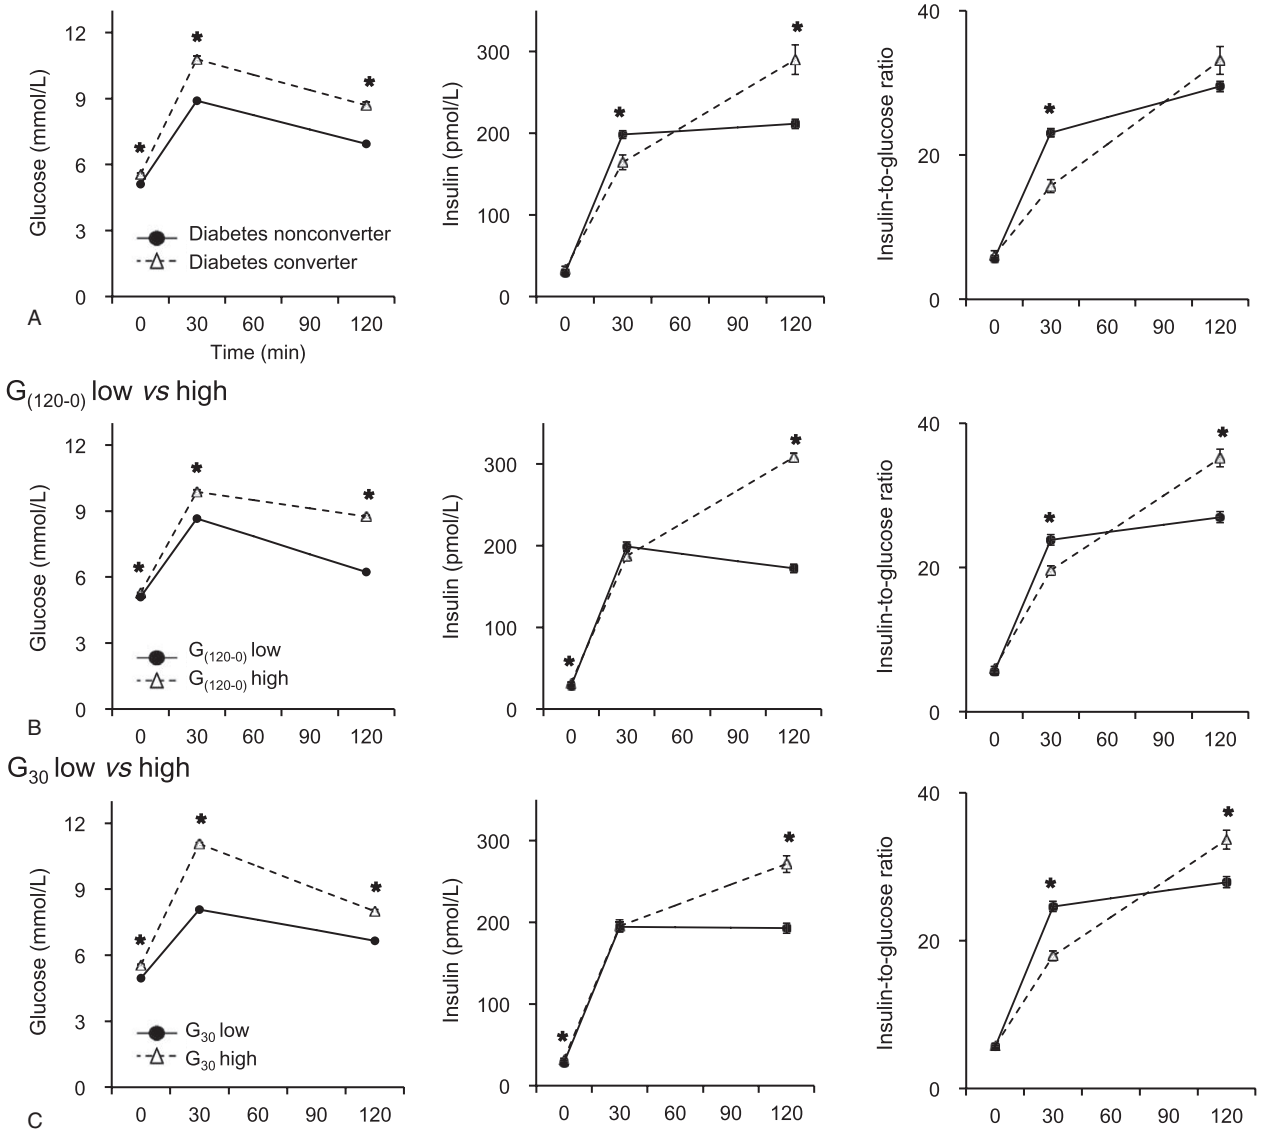 12
9
6
3
0
Glucose (mmol/L)
*
*
*
Diabetes nonconverter
Diabetes converter
0 30 60 90 120
Time (min)
A
300
200
100
0
Insulin (pmol/L)
*
*
0 30 60 90 120
40
20
0
Insulin-to-glucose ratio
*
0 30 60 90 120
G(120-0) low vs high
12
9
6
3
0
Glucose (mmol/L)
*
*
*
G(120-0) low
G(120-0) high
0 30 60 90 120
B
300
200
100
0
Insulin (pmol/L)
*
*
0 30 60 90 120
40
20
0
Insulin-to-glucose ratio
*
*
0 30 60 90 120
G30 low vs high
12
9
6
3
0
Glucose (mmol/L)
*
*
*
G30 low
G30 high
0 30 60 90 120
C
300
200
100
0
Insulin (pmol/L)
*
*
0 30 60 90 120
40
20
0
Insulin-to-glucose ratio
*
*
0 30 60 90 120